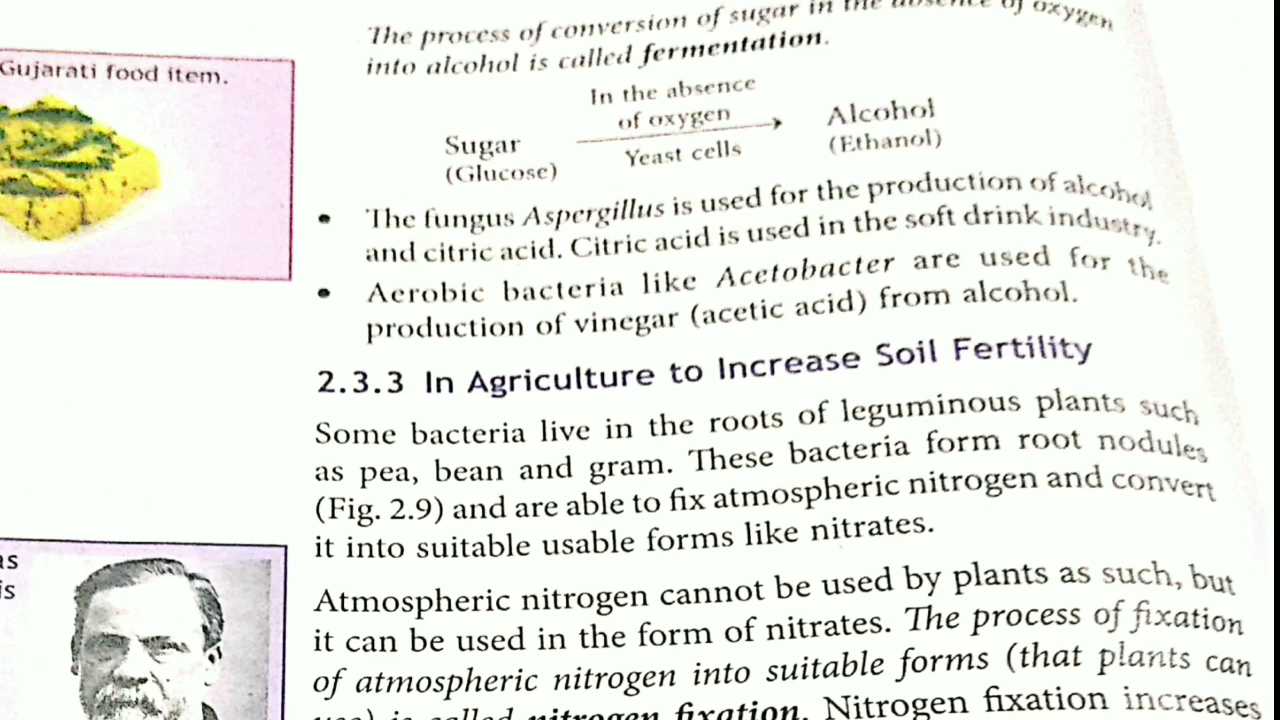 Gujarati food item.
The process of conversion of sugar in the absence of oxygen
into alcohol is called fermentation.
In the absence
of oxygen
Sugar
(Glucose)
Yeast cells
Alcohol
(Ethanol)
• The fungus Aspergillus is used for the production of alcohol
and citric acid. Citric acid is used in the soft drink industry.
• Aerobic bacteria like Acetobacter are used for the
production of vinegar (acetic acid) from alcohol.
2.3.3 In Agriculture to Increase Soil Fertility
Some bacteria live in the roots of leguminous plants such
as pea, bean and gram. These bacteria form root nodules
(Fig. 2.9) and are able to fix atmospheric nitrogen and convert
it into suitable usable forms like nitrates.
Atmospheric nitrogen cannot be used by plants as such, but
it can be used in the form of nitrates. The process of fixation
of atmospheric nitrogen into suitable forms (that plants can
use) is called nitrogen fixation. Nitrogen fixation increases